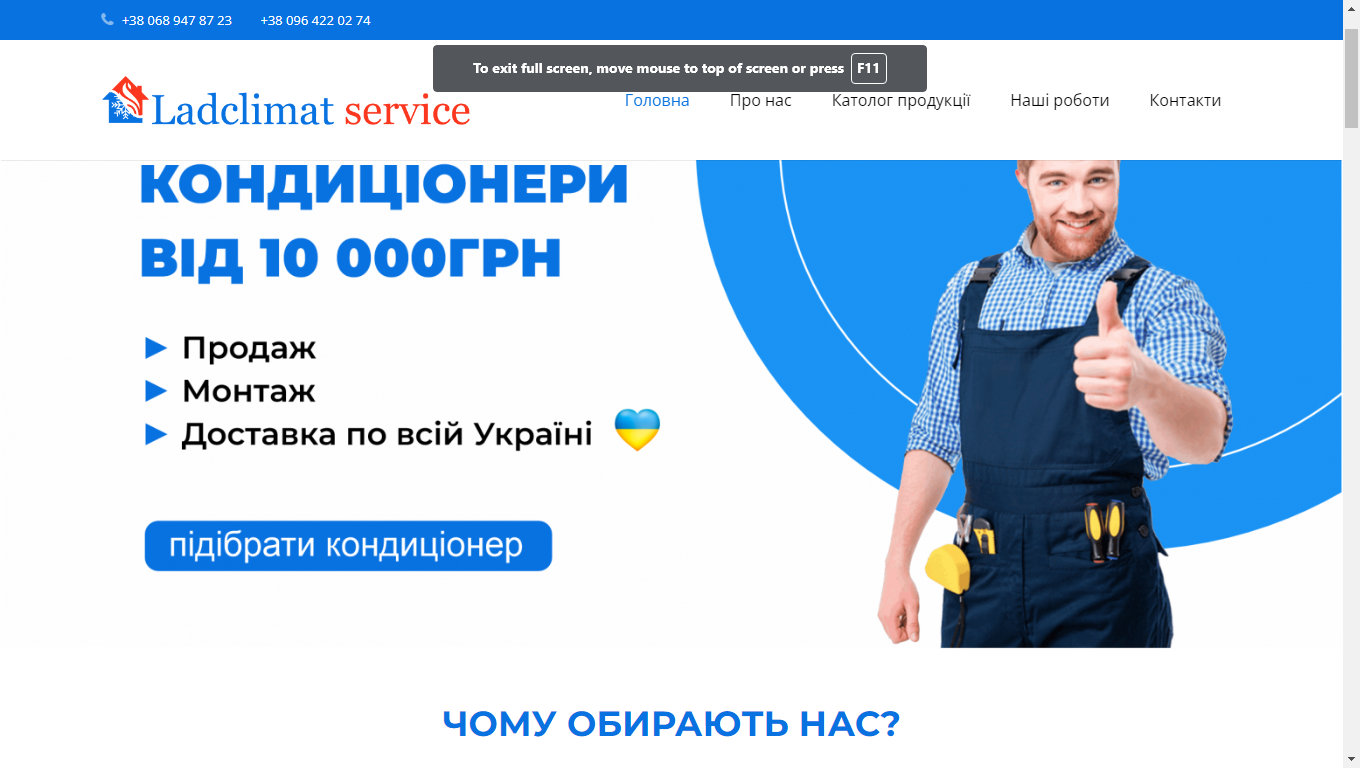 +38 068 947 87 23 +38 096 422 02 74
To exit full screen, move mouse to top of screen or press F11
Ladclimat service
Головна Про нас Католог продукції Наші роботи Контакти
КОНДИЦІОНЕРИ
ВІД 10 000ГРН
Продаж
Монтаж
Доставка по всій Україні
підібрати кондиціонер
ЧОМУ ОБИРАЮТЬ НАС?